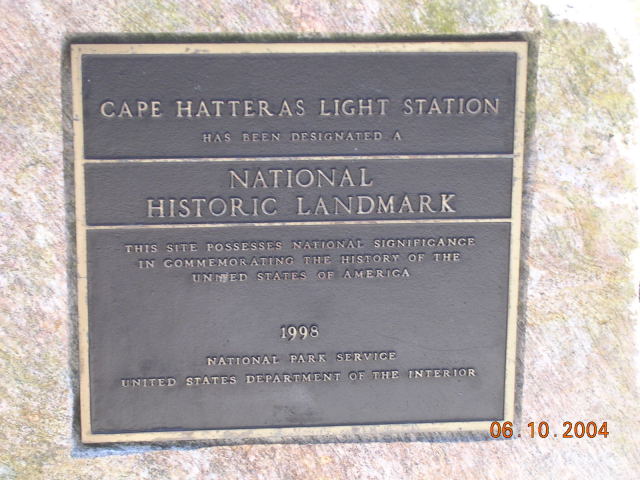 CAPE HATTERAS LIGHT STATION
HAS BEEN DESIGNATED A
NATIONAL
HISTORIC LANDMARK
THIS SITE POSSESSES NATIONAL SIGNIFICANCE
IN COMMEMORATING THE HISTORY OF THE
UNITED STATES OF AMERICA
1998
NATIONAL PARK SERVICE
UNITED STATES DEPARTMENT OF THE INTERIOR
06.10.2004